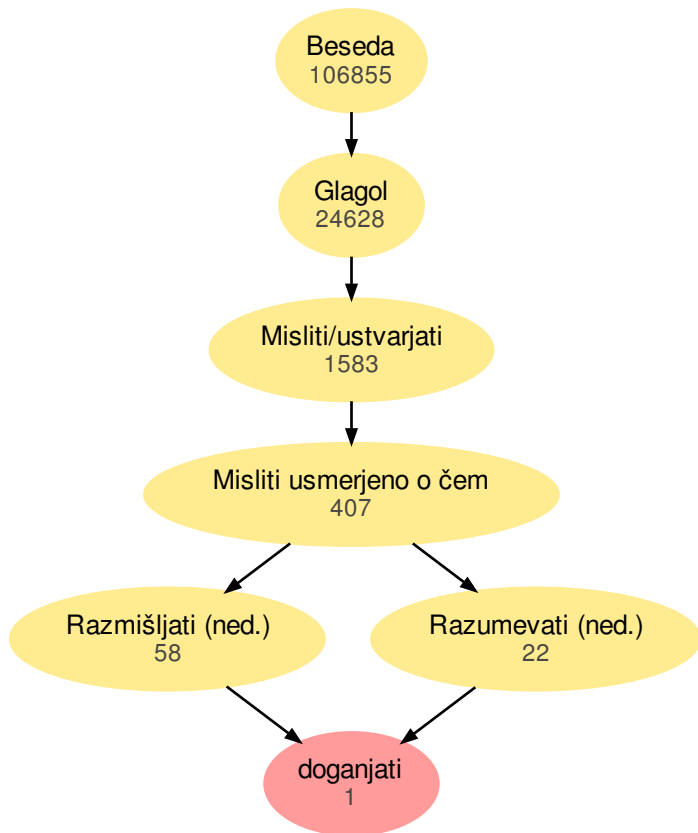 Beseda
106855
Glagol
24628
Misliti/ustvarjati
1583
Misliti usmerjeno o čem
407
Razmišljati (ned.)
58
Razumevati (ned.)
22
doganjati
1